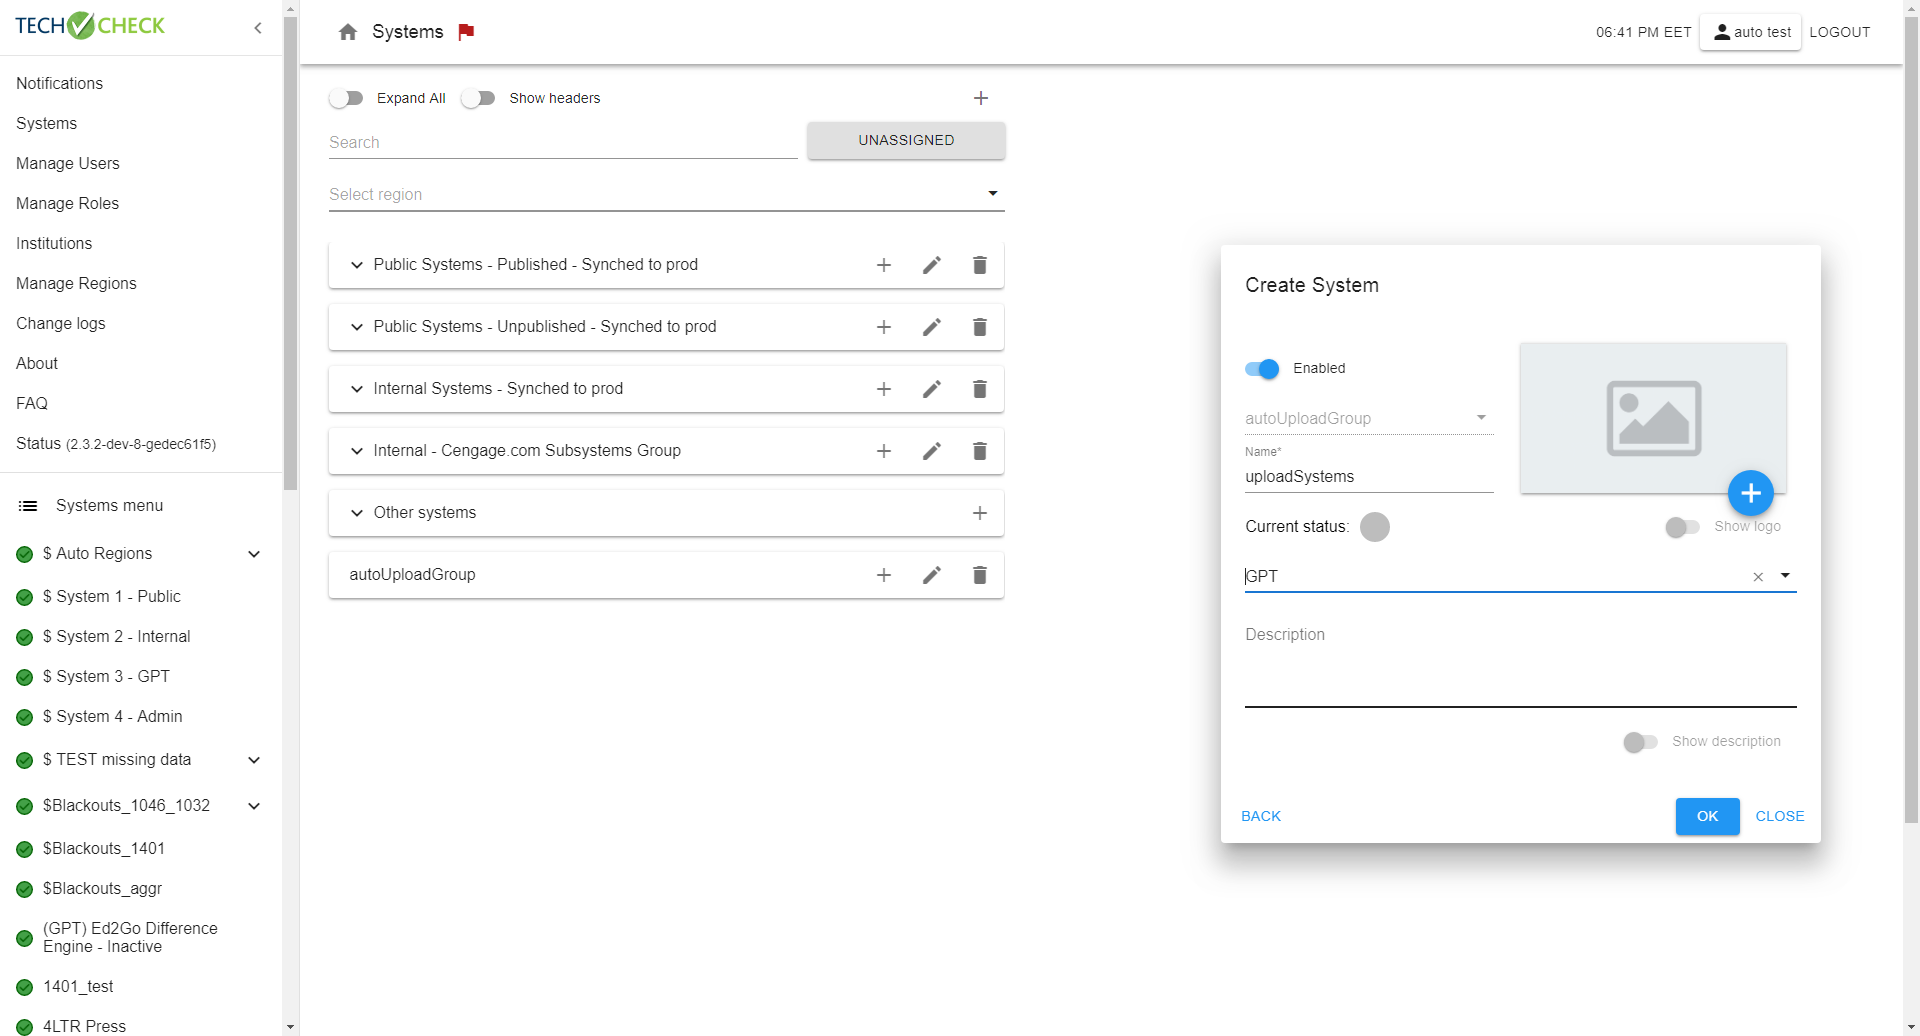 TECH CHECK
Notifications
Systems
Manage Users
Manage Roles
Institutions
Manage Regions
Change logs
About
FAQ
Status (2.3.2-dev-8-gedec61f5)
Systems menu
$ Auto Regions
$ System 1 - Public
$ System 2 - Internal
$ System 3 - GPT
$ System 4 - Admin
$ TEST missing data
$Blackouts_1046_1032
$Blackouts_1401
$Blackouts_aggr
(GPT) Ed2Go Difference
Engine - Inactive
1401_test
4LTR Press
Systems
06:41 PM EET
auto test
LOGOUT
Expand All
Show headers
Search
UNASSIGNED
Select region
Public Systems - Published - Synched to prod
Public Systems - Unpublished - Synched to prod
Internal Systems - Synched to prod
Internal - Cengage.com Subsystems Group
Other systems
autoUploadGroup
Create System
Enabled
autoUploadGroup
Name*
uploadSystems
Current status:
Show logo
GPT
Description
Show description
BACK
OK
CLOSE